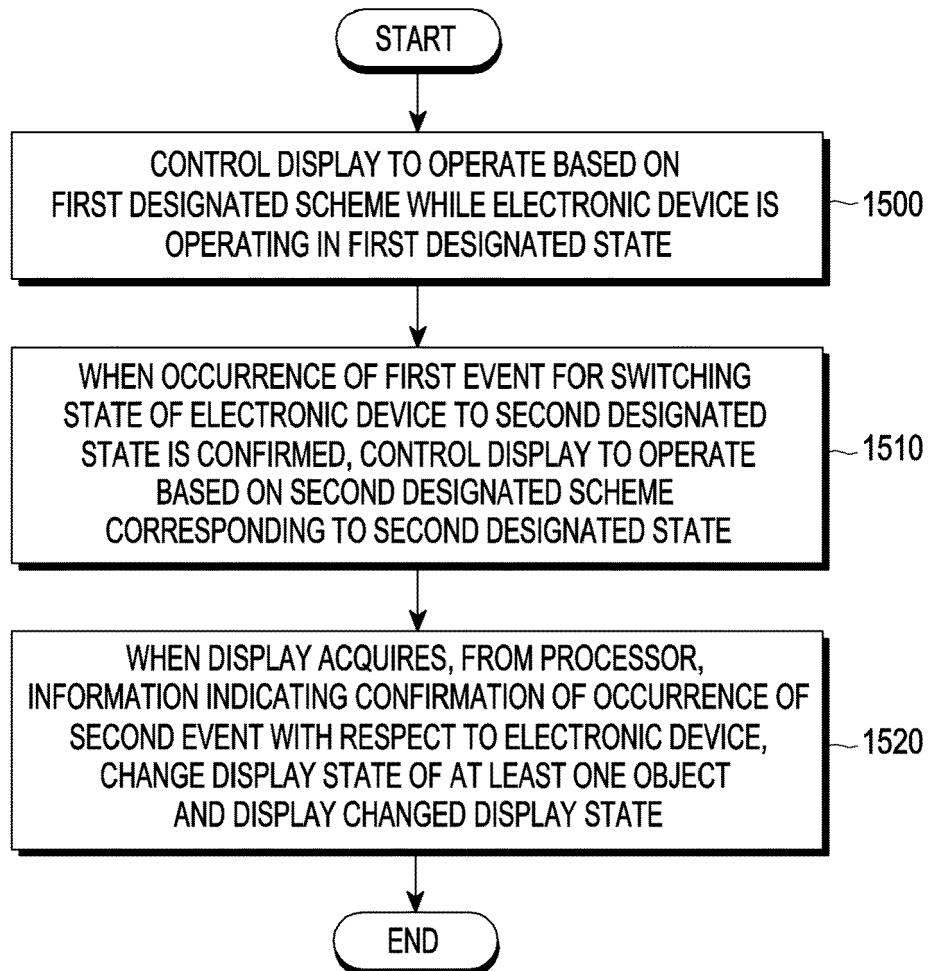 START
CONTROL DISPLAY TO OPERATE BASED ON
FIRST DESIGNATED SCHEME WHILE ELECTRONIC DEVICE IS
OPERATING IN FIRST DESIGNATED STATE
1500
WHEN OCCURRENCE OF FIRST EVENT FOR SWITCHING
STATE OF ELECTRONIC DEVICE TO SECOND DESIGNATED
STATE IS CONFIRMED, CONTROL DISPLAY TO OPERATE
BASED ON SECOND DESIGNATED SCHEME
CORRESPONDING TO SECOND DESIGNATED STATE
1510
WHEN DISPLAY ACQUIRES, FROM PROCESSOR,
INFORMATION INDICATING CONFIRMATION OF OCCURRENCE OF
SECOND EVENT WITH RESPECT TO ELECTRONIC DEVICE,
CHANGE DISPLAY STATE OF AT LEAST ONE OBJECT
AND DISPLAY CHANGED DISPLAY STATE
1520
END